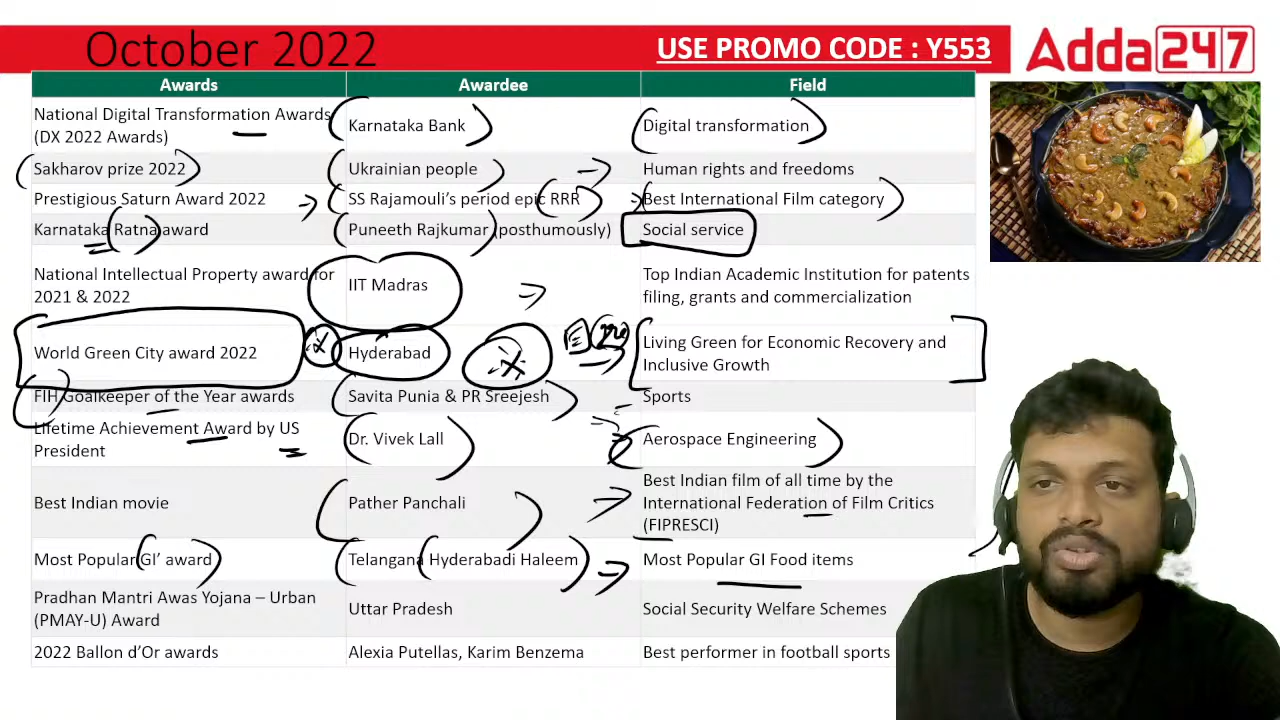 October 2022
USE PROMO CODE : Y553
Adda247
Awards Awardee Field
National Digital Transformation Awards
(DX 2022 Awards)
Karnataka Bank
Digital transformation
Sakharov prize 2022
Ukrainian people
Human rights and freedoms
Prestigious Saturn Award 2022
SS Rajamouli's period epic RRR
Best International Film category
Karnataka Ratna award
Puneeth Rajkumar (posthumously)
Social service
National Intellectual Property award for
2021 & 2022
IIT Madras
Top Indian Academic Institution for patents
filing, grants and commercialization
World Green City award 2022
Hyderabad
Living Green for Economic Recovery and
Inclusive Growth
FIH Goalkeeper of the Year awards
Savita Punia & PR Sreejesh
Sports
Lifetime Achievement Award by US
President
Dr. Vivek Lall
Aerospace Engineering
Best Indian movie
Pather Panchali
Best Indian film of all time by the
International Federation of Film Critics
(FIPRESCI)
Most Popular GI' award
Telangana Hyderabadi Haleem
Most Popular GI Food items
Pradhan Mantri Awas Yojana – Urban
(PMAY-U) Award
Uttar Pradesh
Social Security Welfare Schemes
2022 Ballon d'Or awards
Alexia Putellas, Karim Benzema
Best performer in football sports